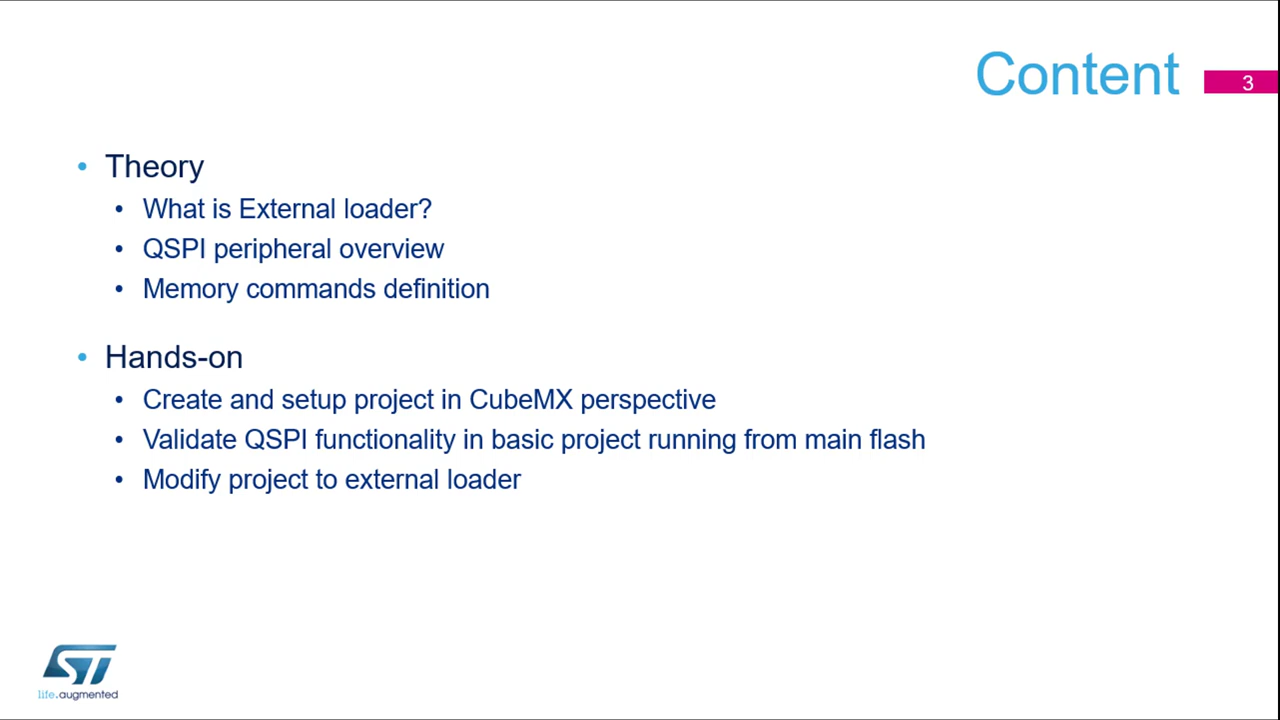 Content
3
• Theory
• What is External loader?
• QSPI peripheral overview
• Memory commands definition
• Hands-on
• Create and setup project in CubeMX perspective
• Validate QSPI functionality in basic project running from main flash
• Modify project to external loader
ST
life.augmented